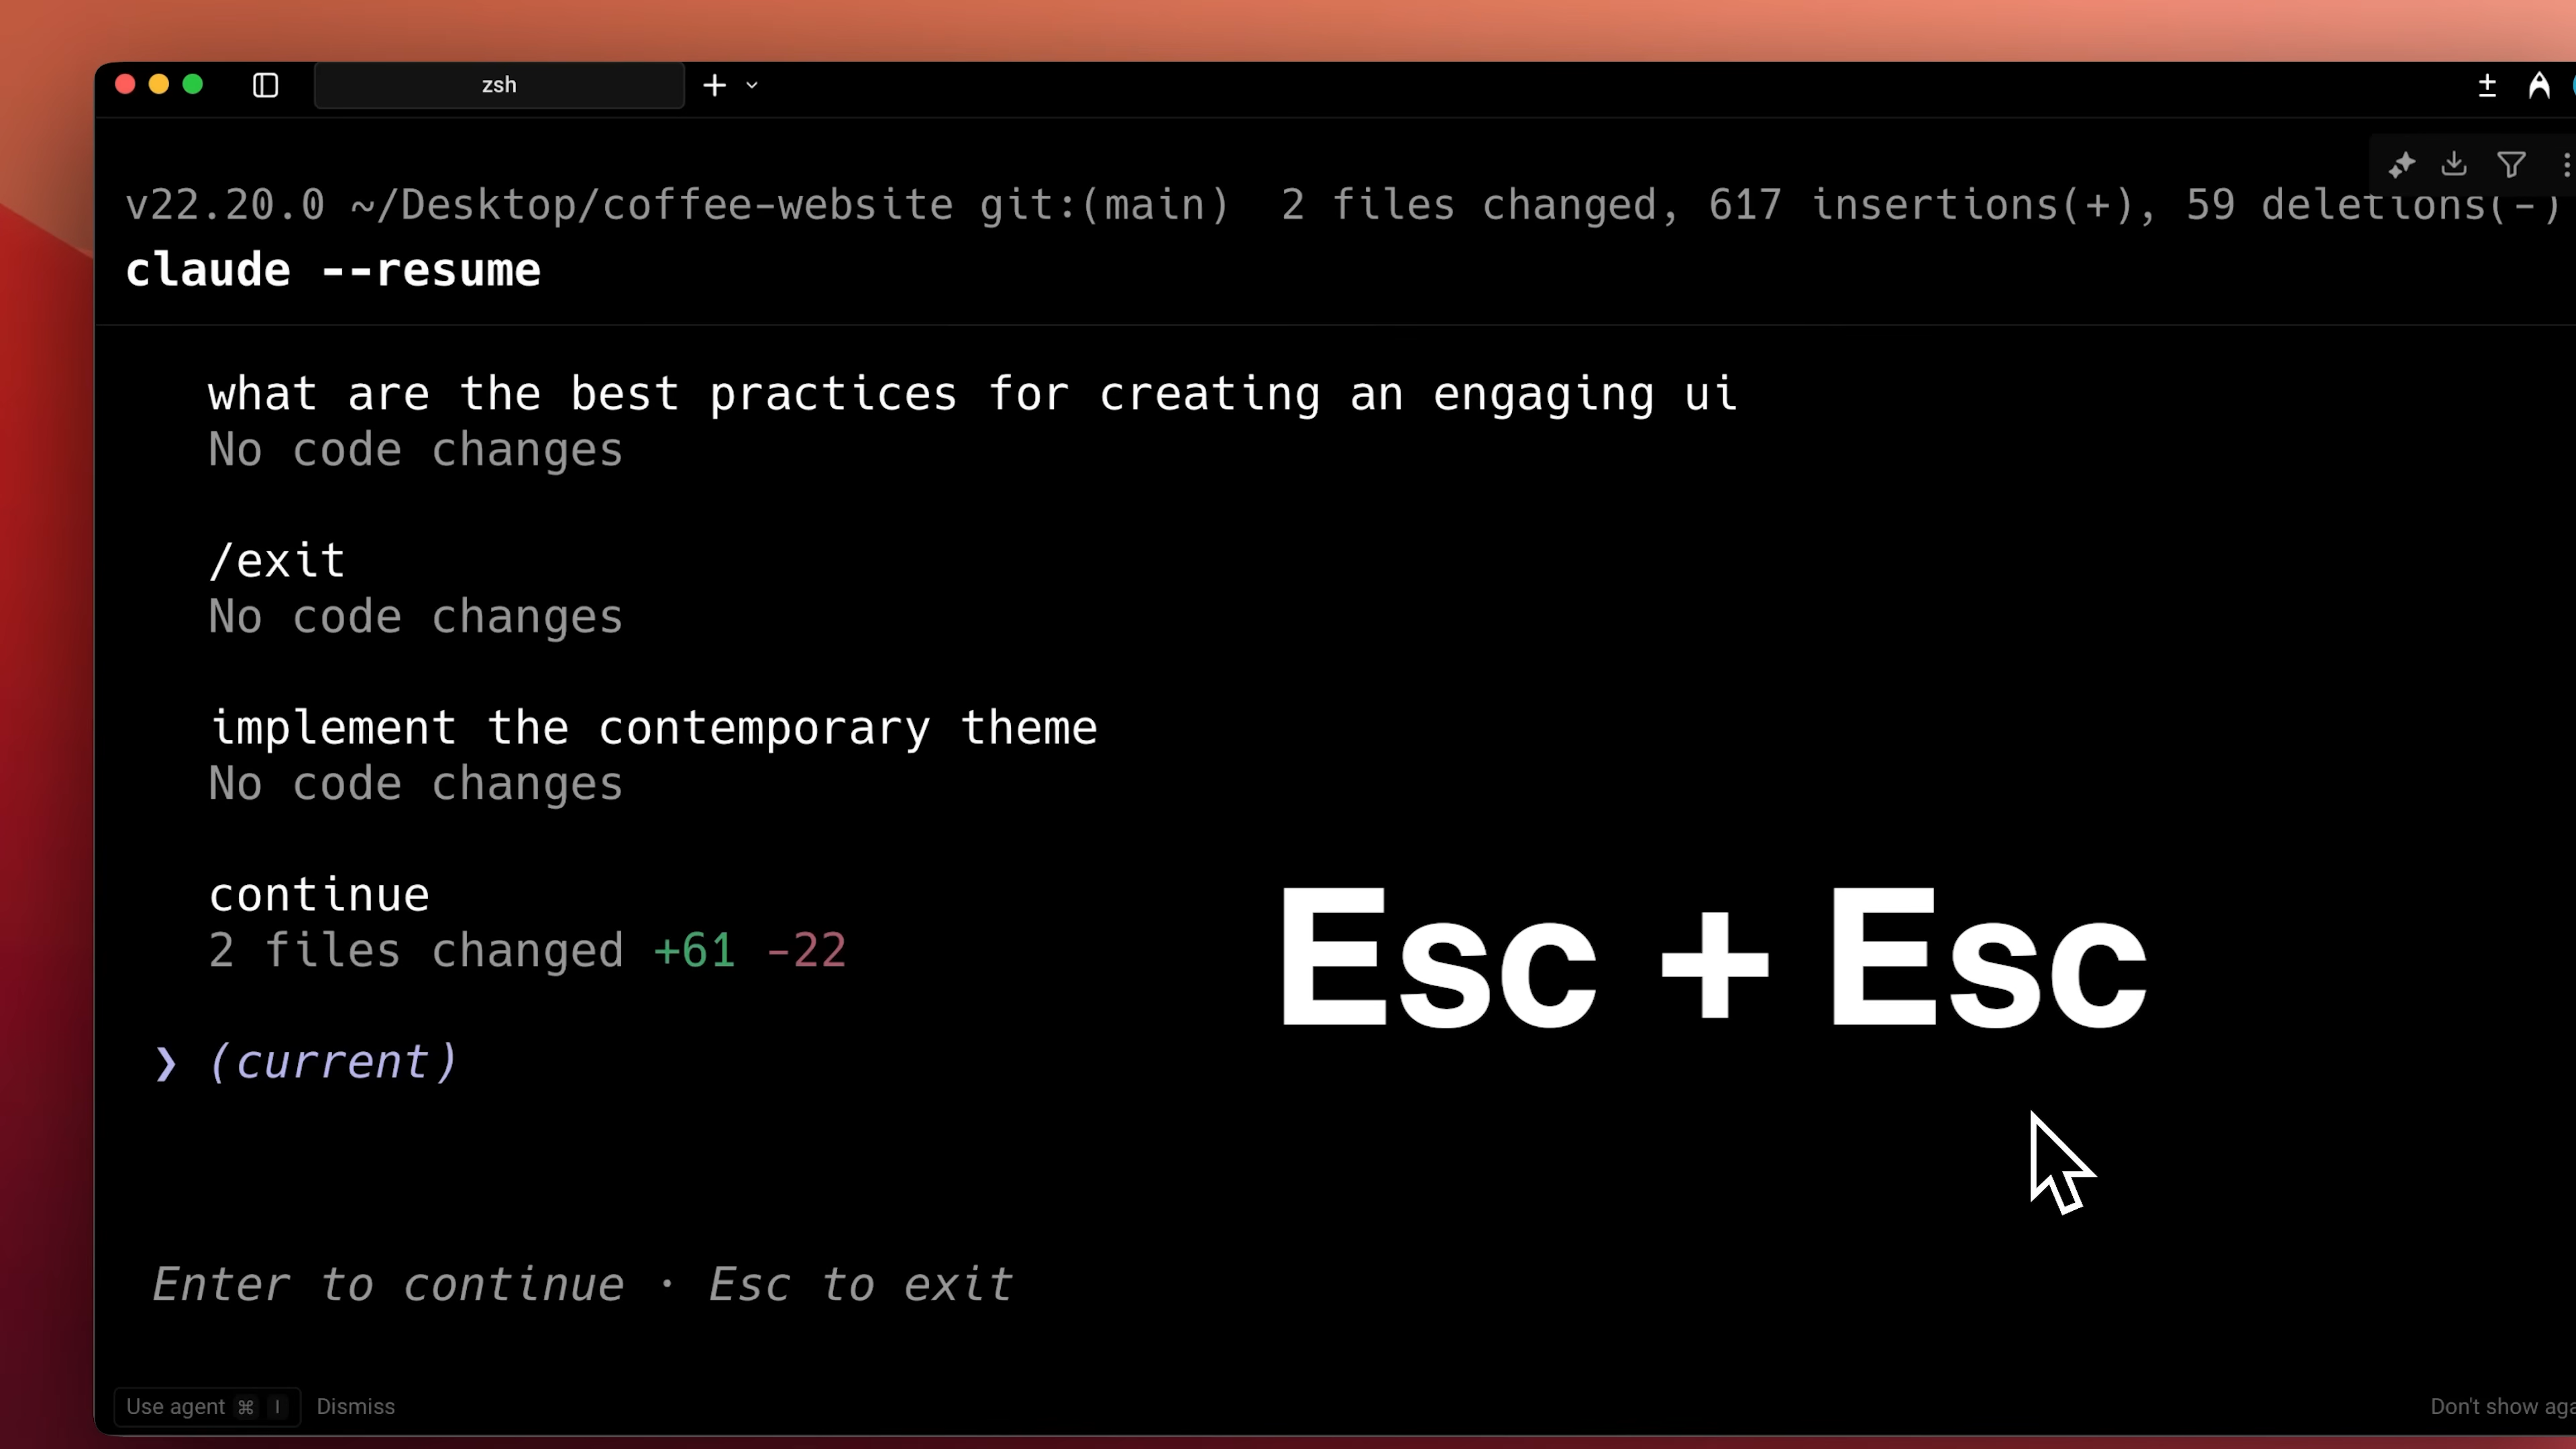 zsh
v22.20.0 ~/Desktop/coffee-website git:(main)  2 files changed, 617 insertions(+), 59 deletions(-)
claude --resume
what are the best practices for creating an engaging ui
No code changes
/exit
No code changes
implement the contemporary theme
No code changes
continue
2 files changed +61 -22
Esc + Esc
❯ (current)
Enter to continue · Esc to exit
Use agent ⌘ I Dismiss
Don't show aga